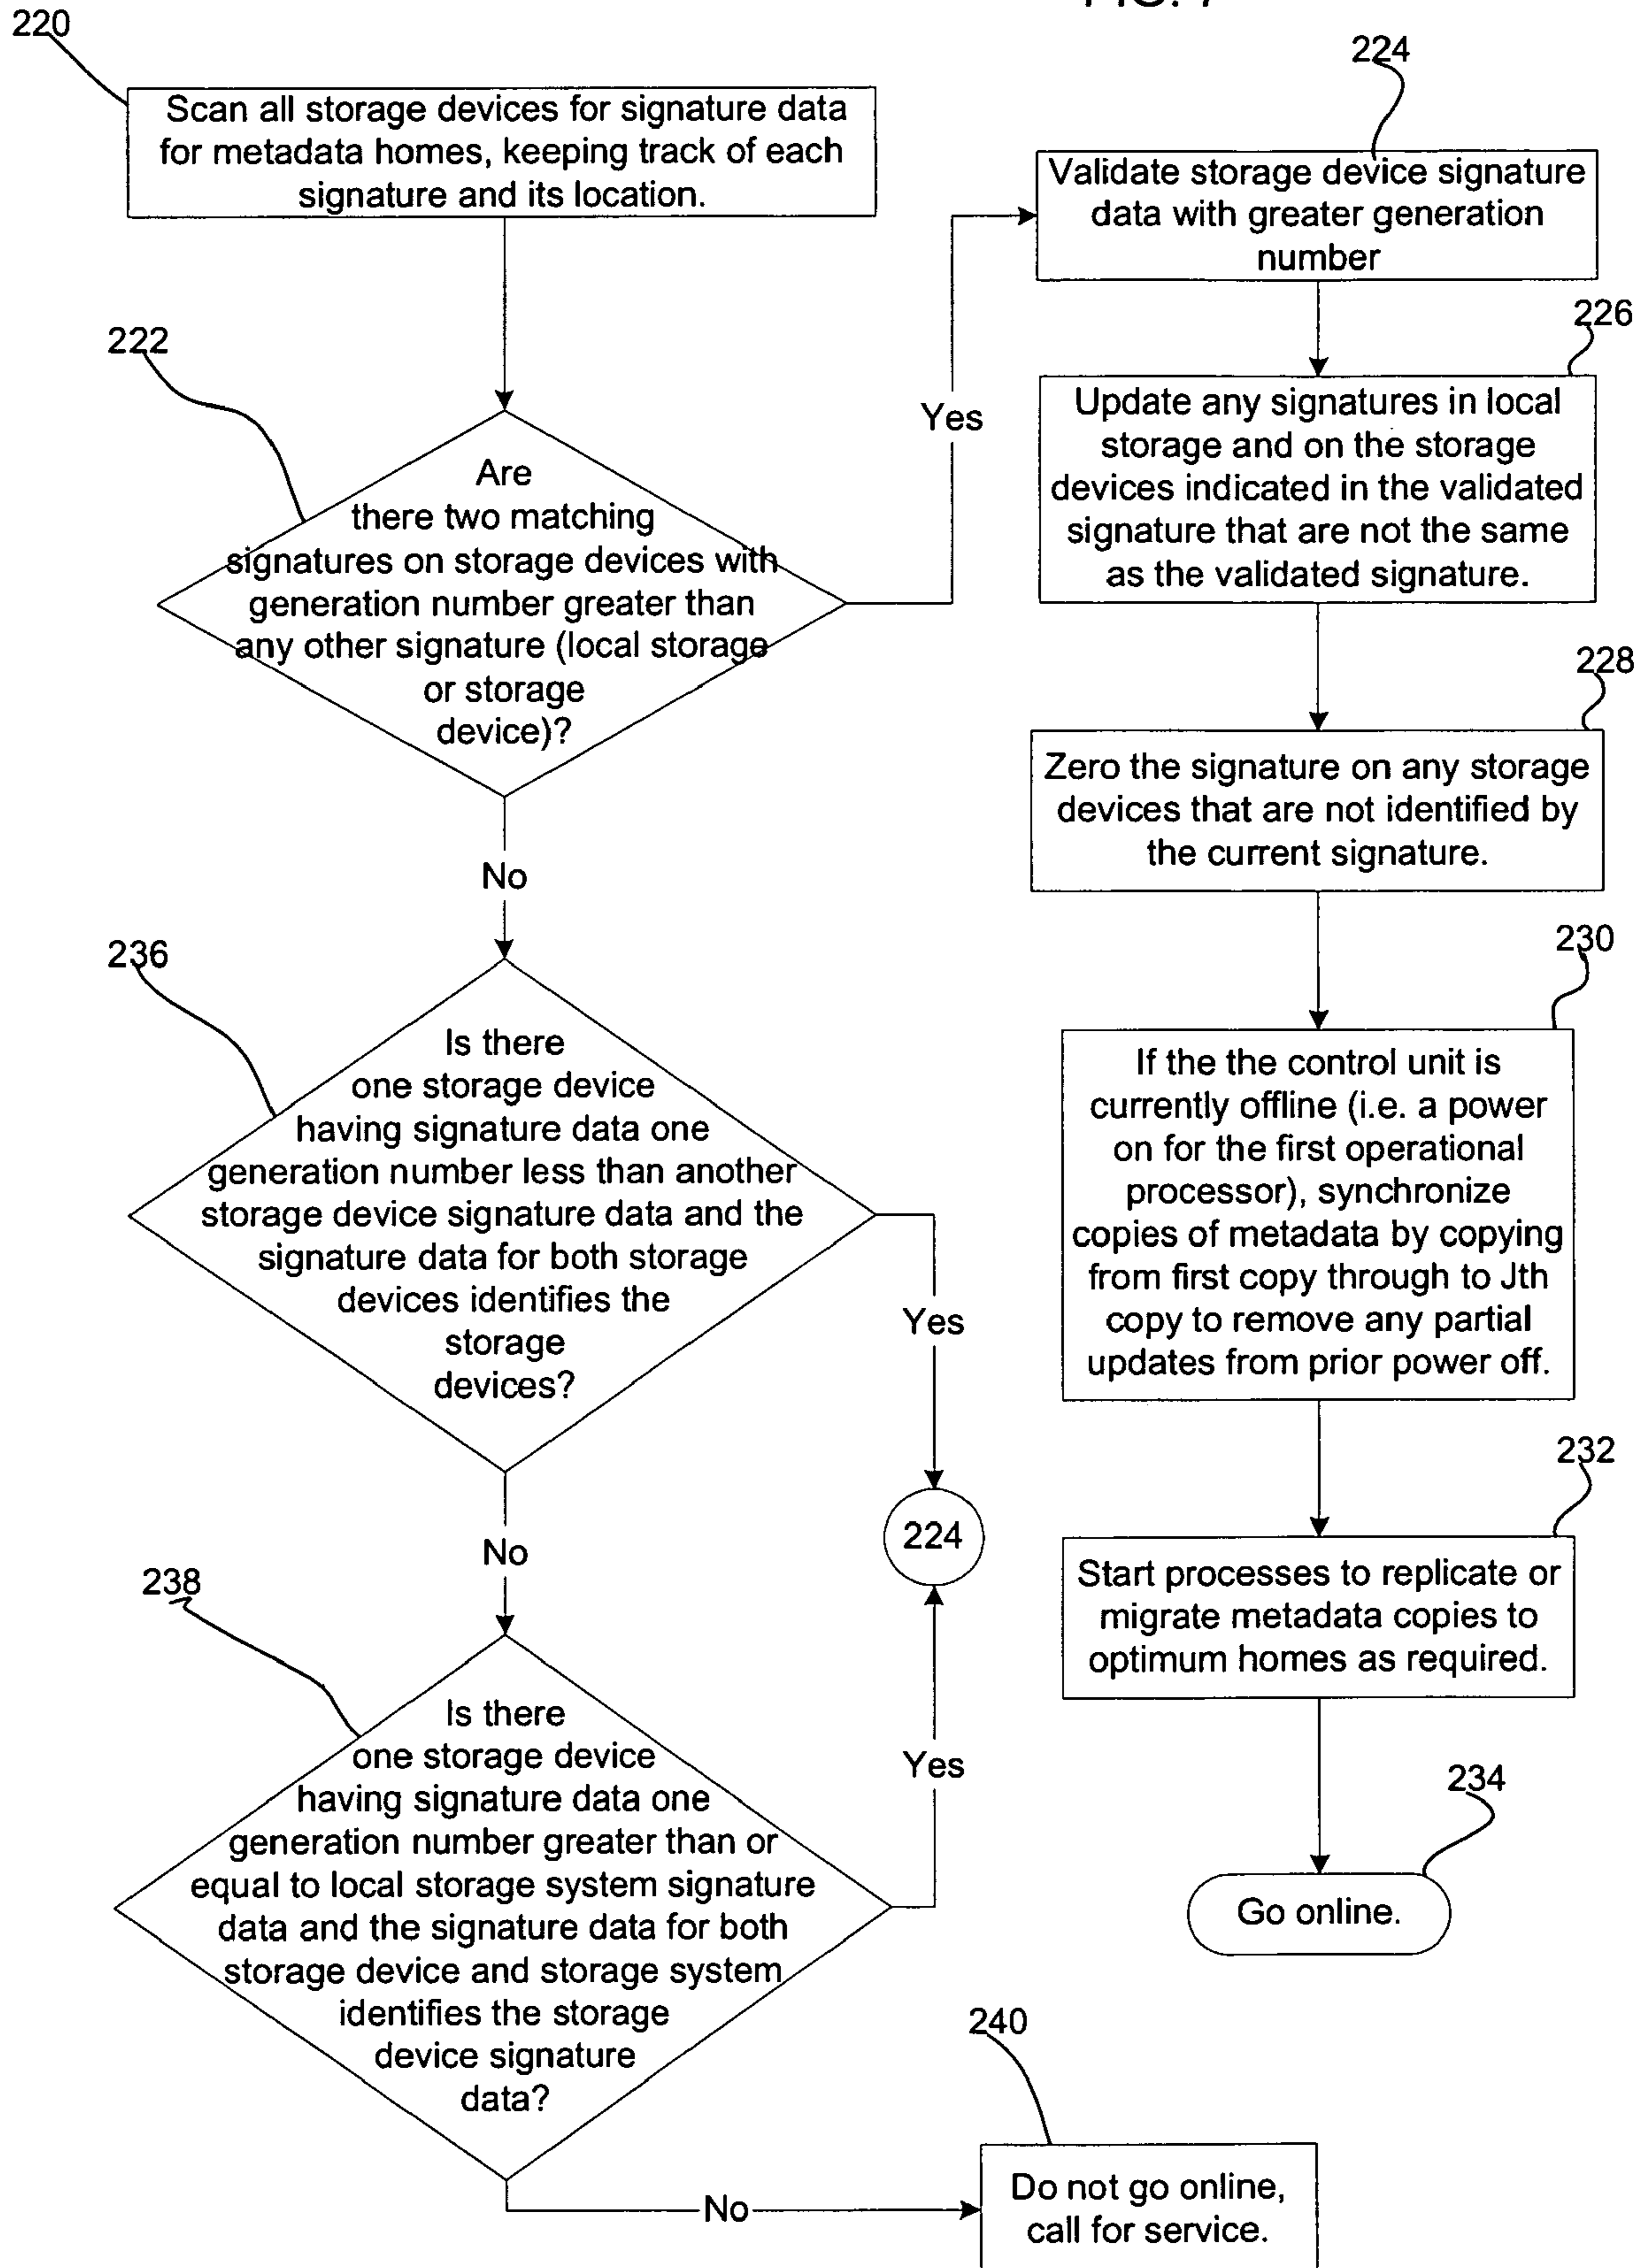 220
Scan all storage devices for signature data
for metadata homes, keeping track of each
signature and its location.
222
Are
there two matching
signatures on storage devices with
generation number greater than
any other signature (local storage
or storage
device)?
Yes
No
224
Validate storage device signature
data with greater generation
number
226
Update any signatures in local
storage and on the storage
devices indicated in the validated
signature that are not the same
as the validated signature.
228
Zero the signature on any storage
devices that are not identified by
the current signature.
230
If the the control unit is
currently offline (i.e. a power
on for the first operational
processor), synchronize
copies of metadata by copying
from first copy through to Jth
copy to remove any partial
updates from prior power off.
232
Start processes to replicate or
migrate metadata copies to
optimum homes as required.
234
Go online.
236
Is there
one storage device
having signature data one
generation number less than another
storage device signature data and the
signature data for both storage
devices identifies the
storage
devices?
Yes
224
No
238
Is there
one storage device
having signature data one
generation number greater than or
equal to local storage system signature
data and the signature data for both
storage device and storage system
identifies the storage
device signature
data?
Yes
No
240
Do not go online,
call for service.